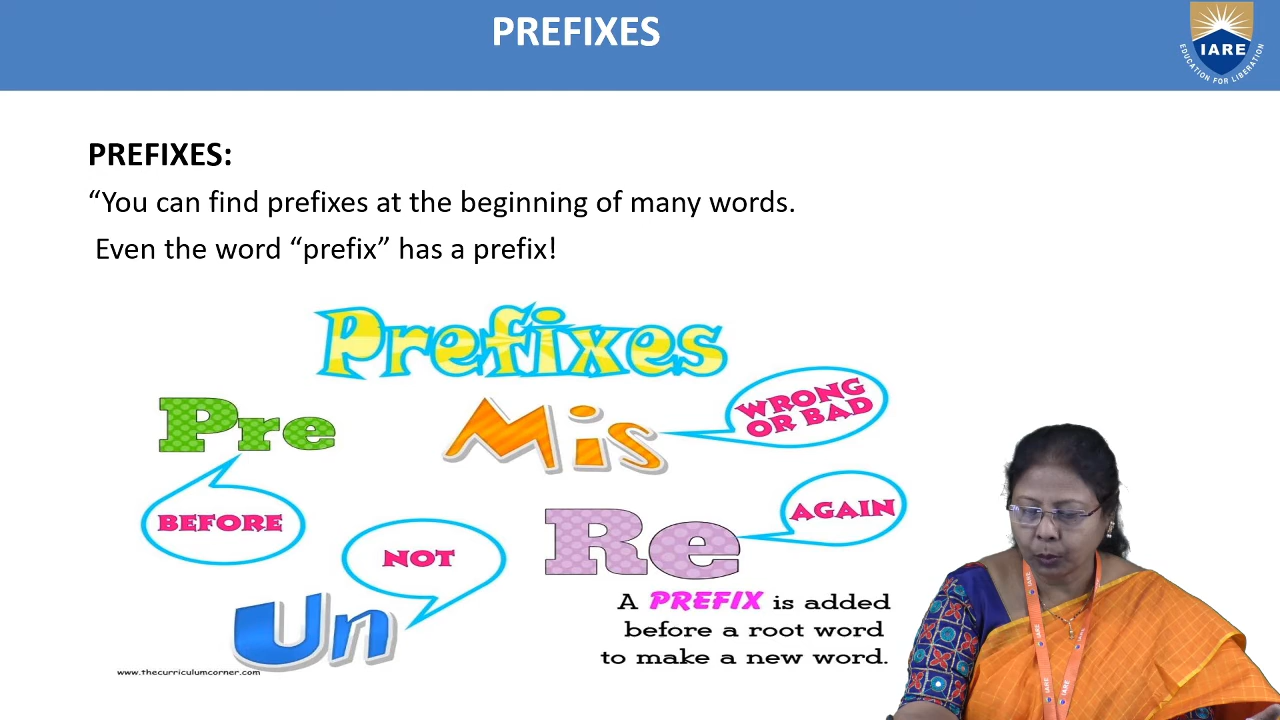 PREFIXES
IARE
EDUCATION FOR LIBERATION
PREFIXES:
“You can find prefixes at the beginning of many words.
Even the word “prefix” has a prefix!
Prefixes
Pre
Mis
WRONG
OR BAD
BEFORE
NOT
Re
AGAIN
Un
A PREFIX is added
before a root word
to make a new word.
www.thecurriculumcorner.com
IARE